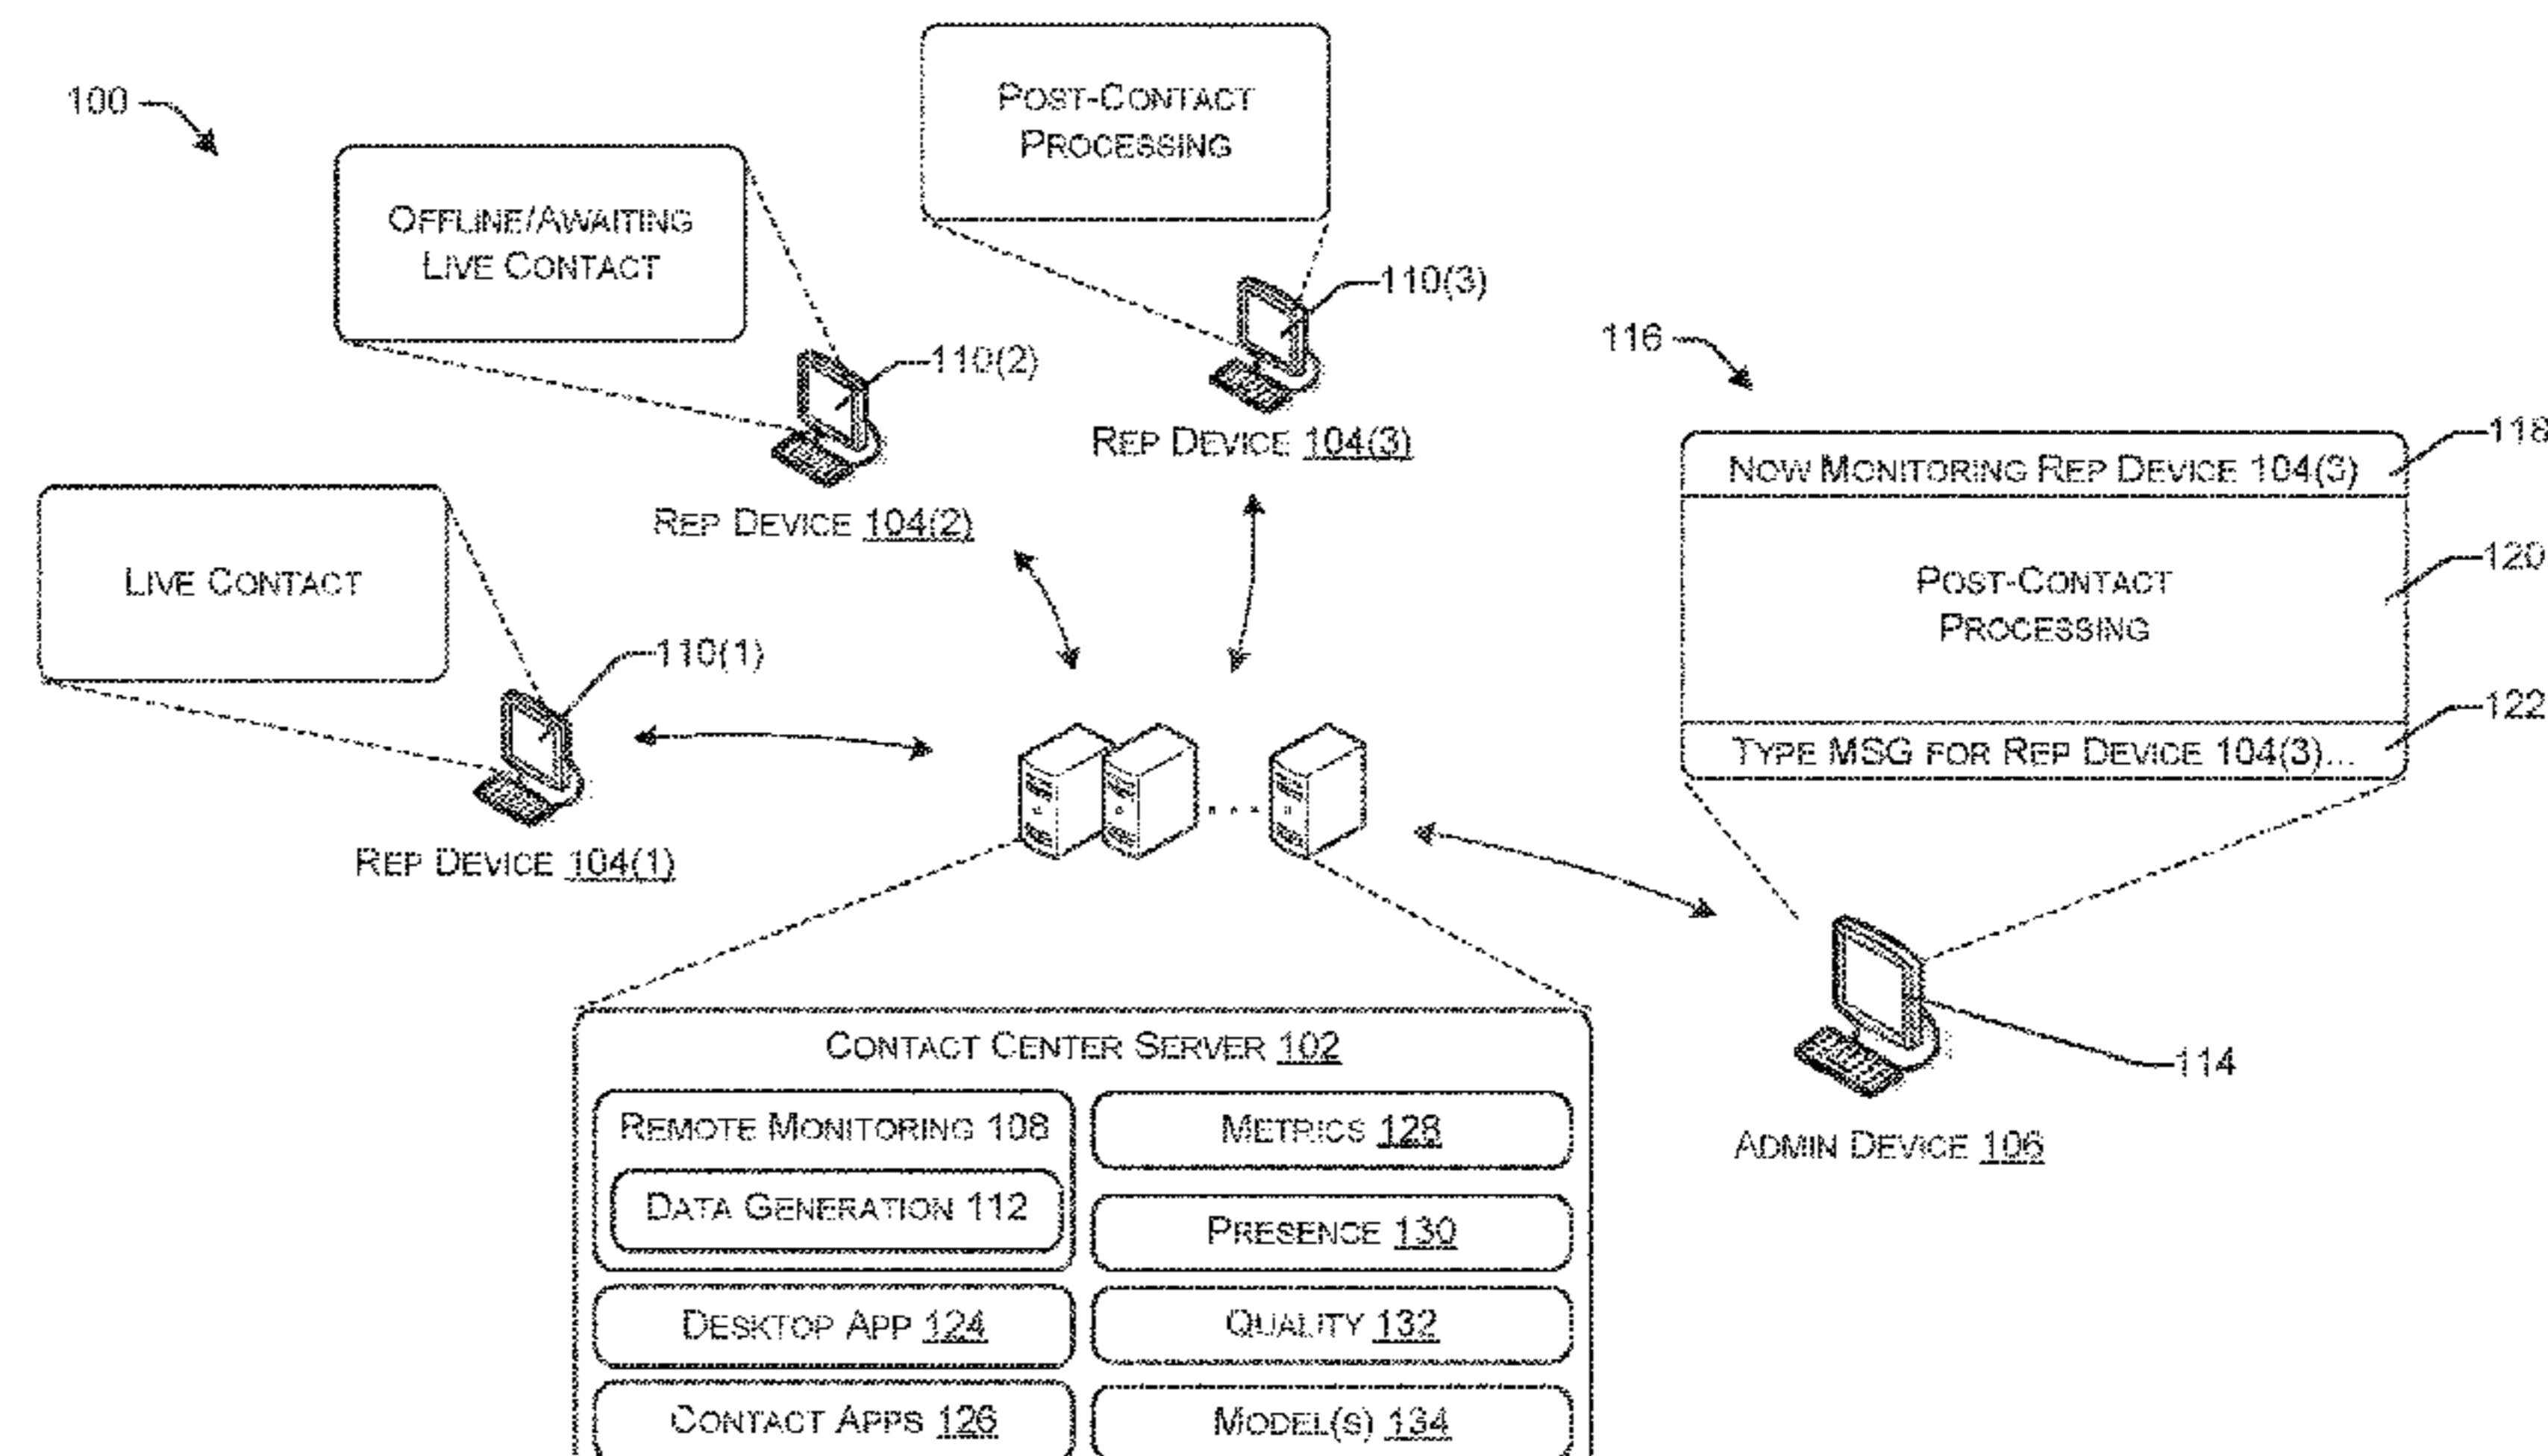 100
POST-CONTACT
PROCESSING
OFFLINE/AWAITING
LIVE CONTACT
110(3)
110(2)
REP DEVICE 104(3)
REP DEVICE 104(2)
116
118
NOW MONITORING REP DEVICE 104(3)
120
POST-CONTACT
PROCESSING
122
TYPE MSG FOR REP DEVICE 104(3)...
LIVE CONTACT
110(1)
REP DEVICE 104(1)
114
ADMIN DEVICE 106
CONTACT CENTER SERVER 102
REMOTE MONITORING 108
DATA GENERATION 112
DESKTOP APP 124
CONTACT APPS 126
METRICS 128
PRESENCE 130
QUALITY 132
MODEL(S) 134